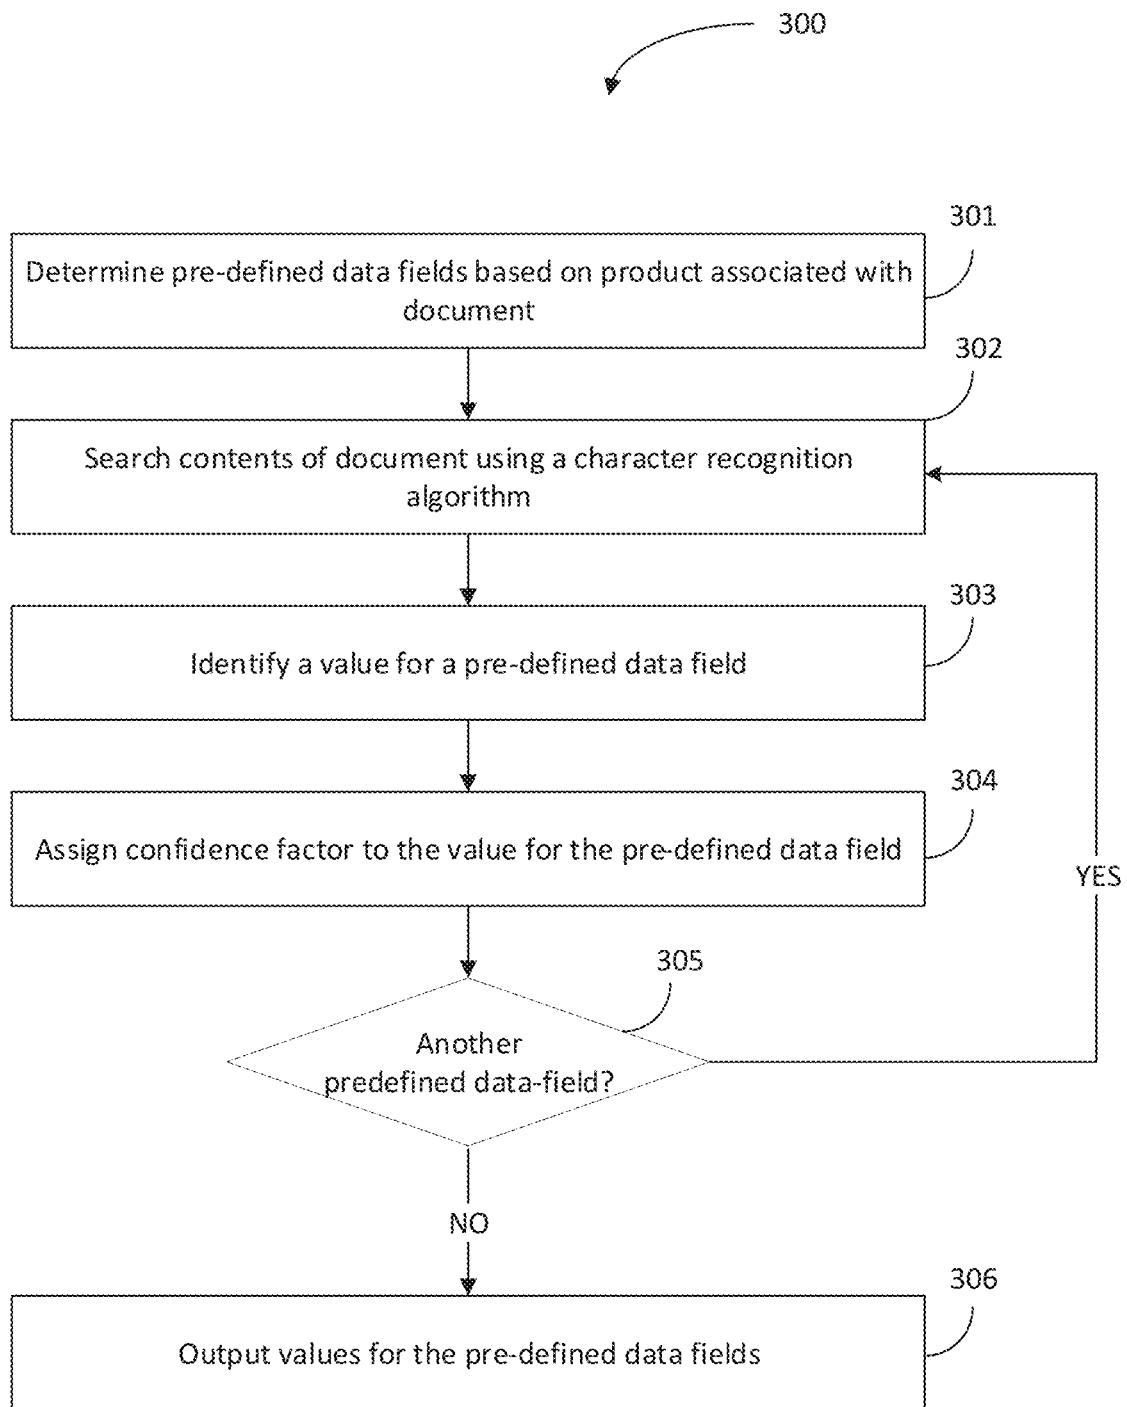 300
301
Determine pre-defined data fields based on product associated with
document
302
Search contents of document using a character recognition
algorithm
303
Identify a value for a pre-defined data field
304
Assign confidence factor to the value for the pre-defined data field
YES
305
Another
predefined data-field?
NO
306
Output values for the pre-defined data fields